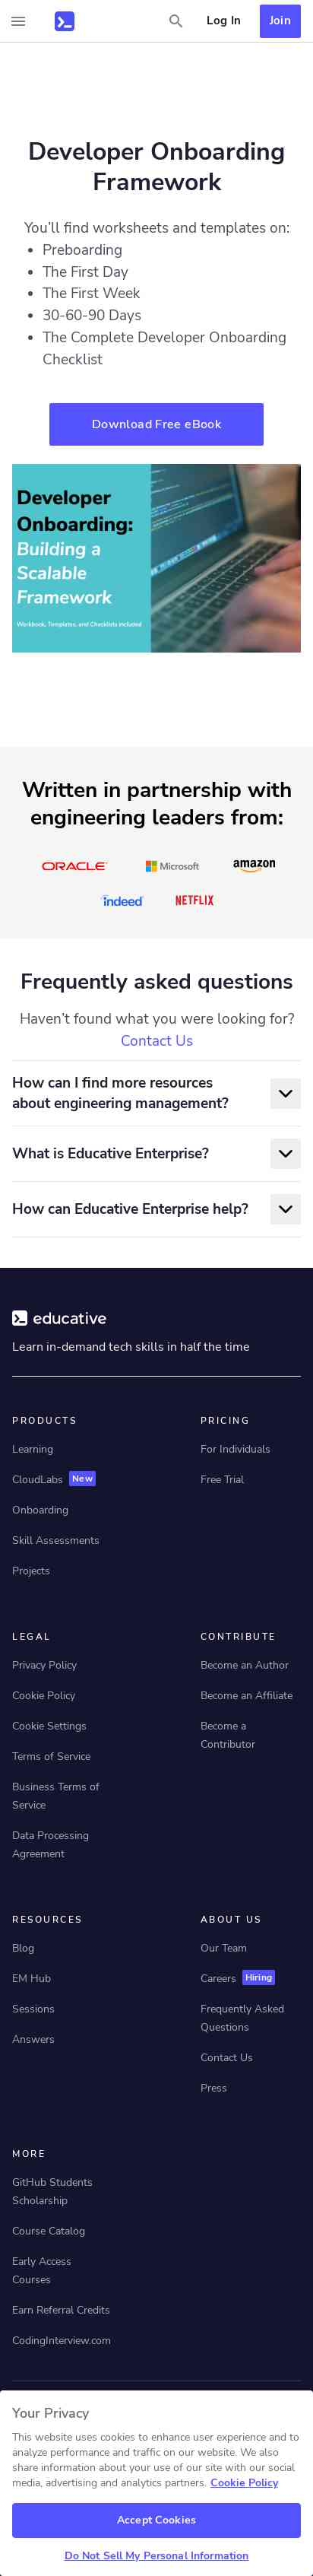 Log In
Join
Developer Onboarding
Framework
You’ll find worksheets and templates on:
• Preboarding
• The First Day
• The First Week
• 30-60-90 Days
• The Complete Developer Onboarding
Checklist
Download Free eBook
Developer
Onboarding:
Building a
Scalable
Framework
Workbook, Templates, and Checklists included
Written in partnership with
engineering leaders from:
ORACLE
Microsoft
amazon
indeed
NETFLIX
Frequently asked questions
Haven’t found what you were looking for?
Contact Us
How can I find more resources
about engineering management?
What is Educative Enterprise?
How can Educative Enterprise help?
educative
Learn in-demand tech skills in half the time
PRODUCTS
Learning
CloudLabs New
Onboarding
Skill Assessments
Projects
PRICING
For Individuals
Free Trial
LEGAL
Privacy Policy
Cookie Policy
Cookie Settings
Terms of Service
Business Terms of
Service
Data Processing
Agreement
CONTRIBUTE
Become an Author
Become an Affiliate
Become a
Contributor
RESOURCES
Blog
EM Hub
Sessions
Answers
ABOUT US
Our Team
Careers Hiring
Frequently Asked
Questions
Contact Us
Press
MORE
GitHub Students
Scholarship
Course Catalog
Early Access
Courses
Earn Referral Credits
CodingInterview.com
Your Privacy
This website uses cookies to enhance user experience and to
analyze performance and traffic on our website. We also
share information about your use of our site with our social
media, advertising and analytics partners. Cookie Policy
Accept Cookies
Do Not Sell My Personal Information